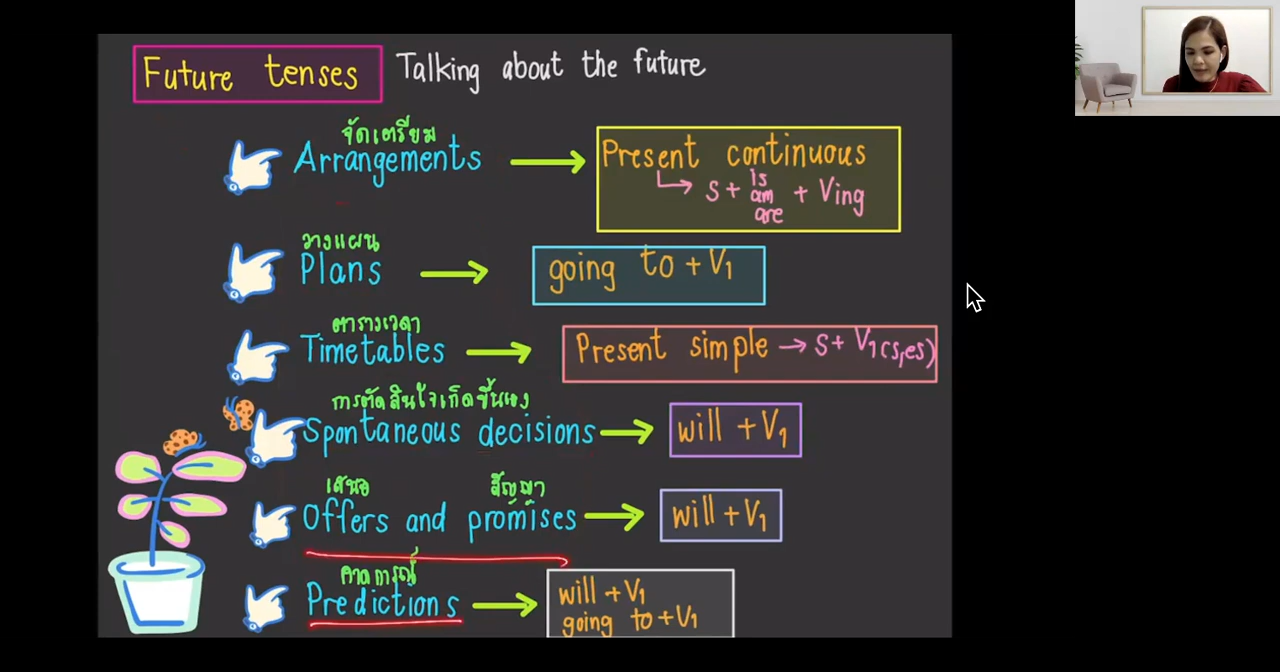 Future tenses Talking about the future
จัดเตรียม
Arrangements → Present continuous
↳ S + is am are + Ving
วางแผน
Plans → going to + V1
ตารางเวลา
Timetables → Present simple → S + V1(s,es)
การตัดสินใจเกิดขึ้นเอง
Spontaneous decisions → will + V1
เสนอ สัญญา
Offers and promises → will + V1
คาดการณ์
Predictions → will + V1
going to + V1